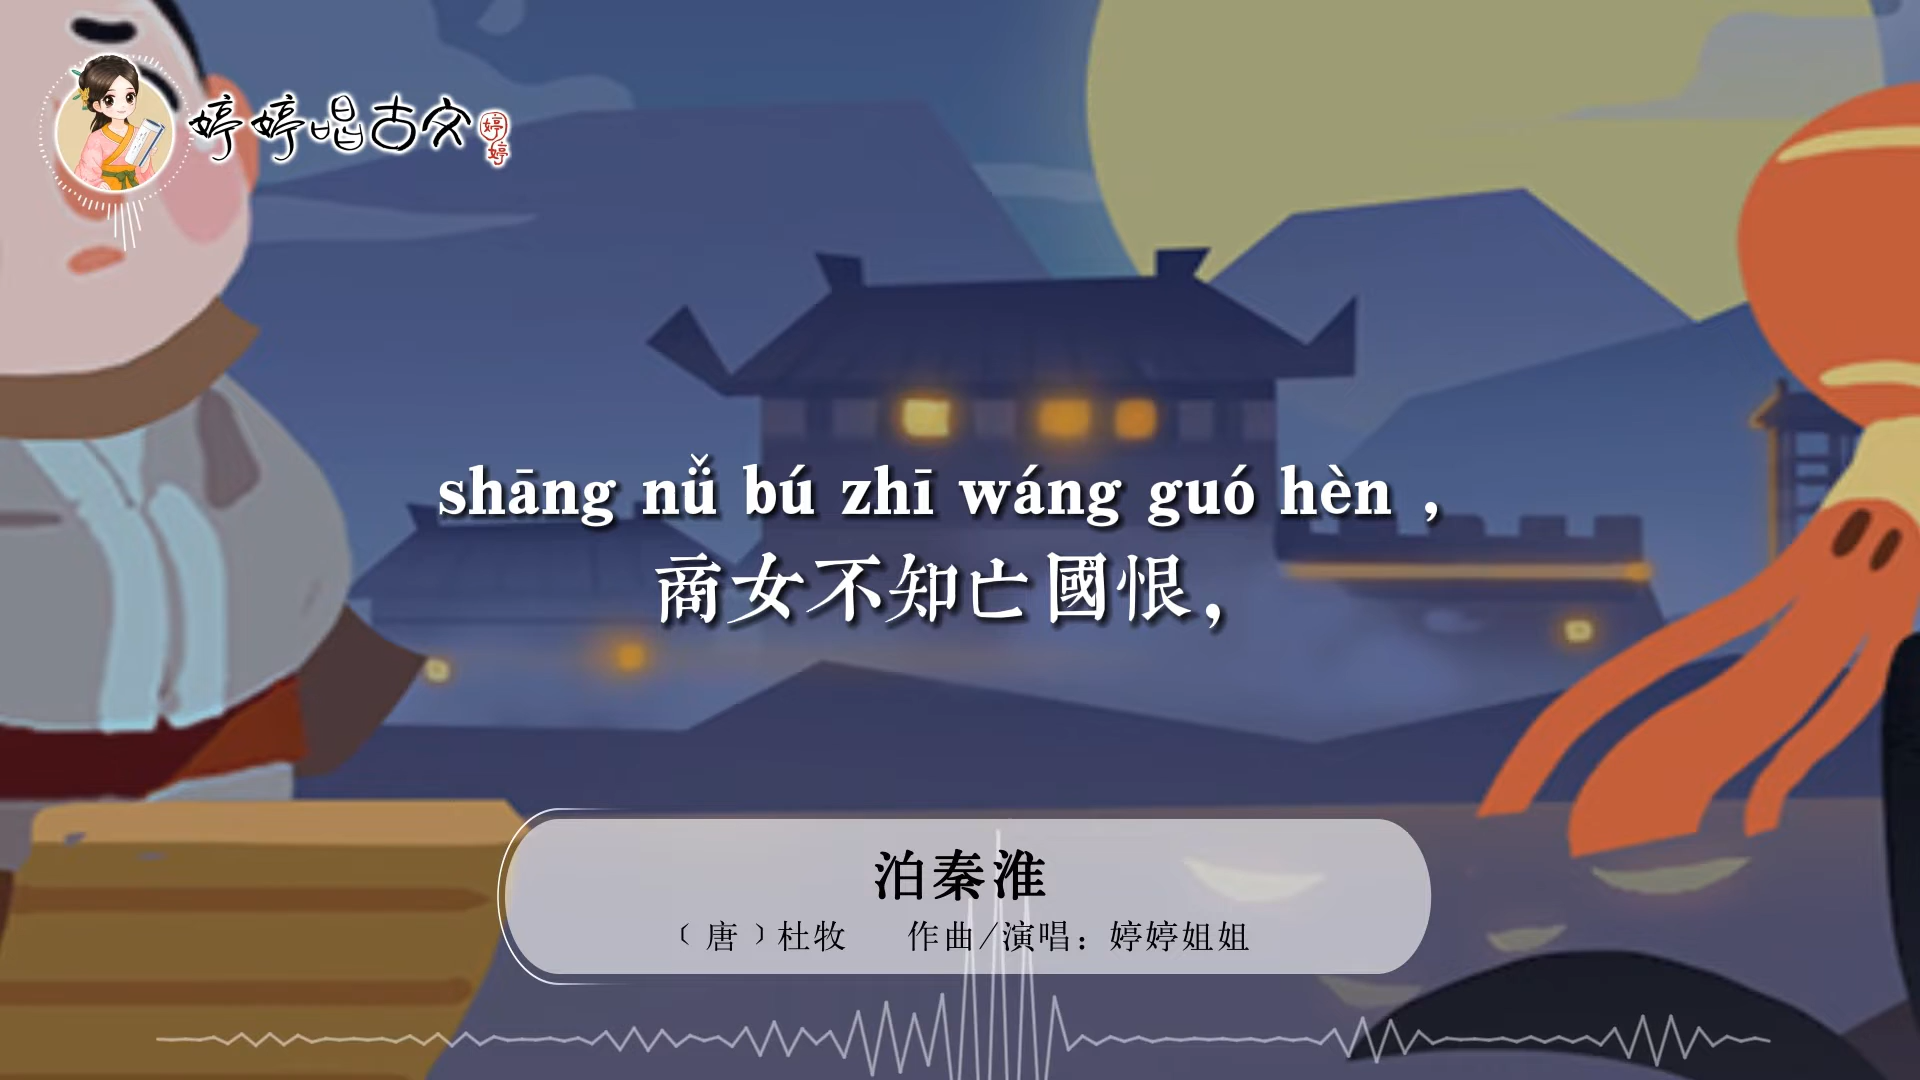 婷婷唱古文
婷
婷
shāng nǚ bú zhī wáng guó hèn ,
商女不知亡國恨，
泊秦淮
﹝唐﹞杜牧 作曲/演唱：婷婷姐姐